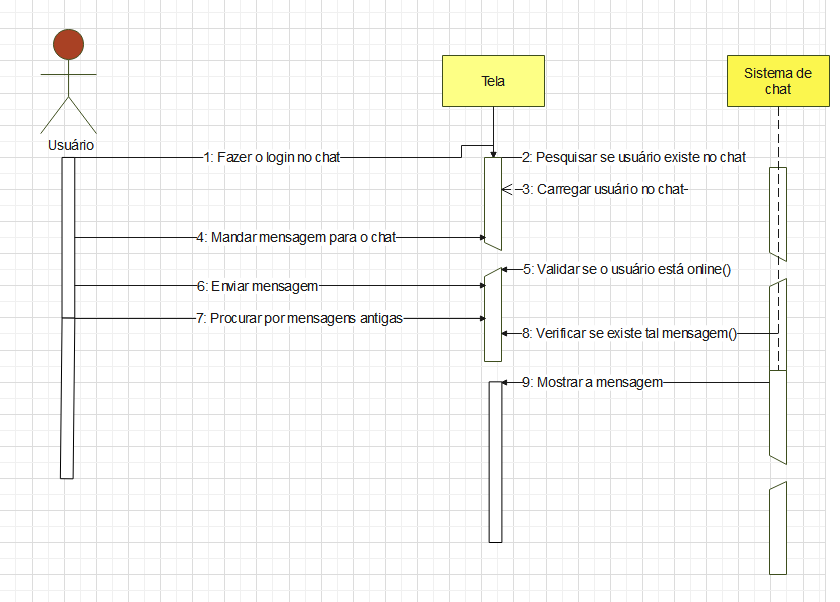 Tela
Sistema de
chat
Usuário
1: Fazer o login no chat
2: Pesquisar se usuário existe no chat
3: Carregar usuário no chat
4: Mandar mensagem para o chat
5: Validar se o usuário está online()
6: Enviar mensagem
7: Procurar por mensagens antigas
8: Verificar se existe tal mensagem()
9: Mostrar a mensagem